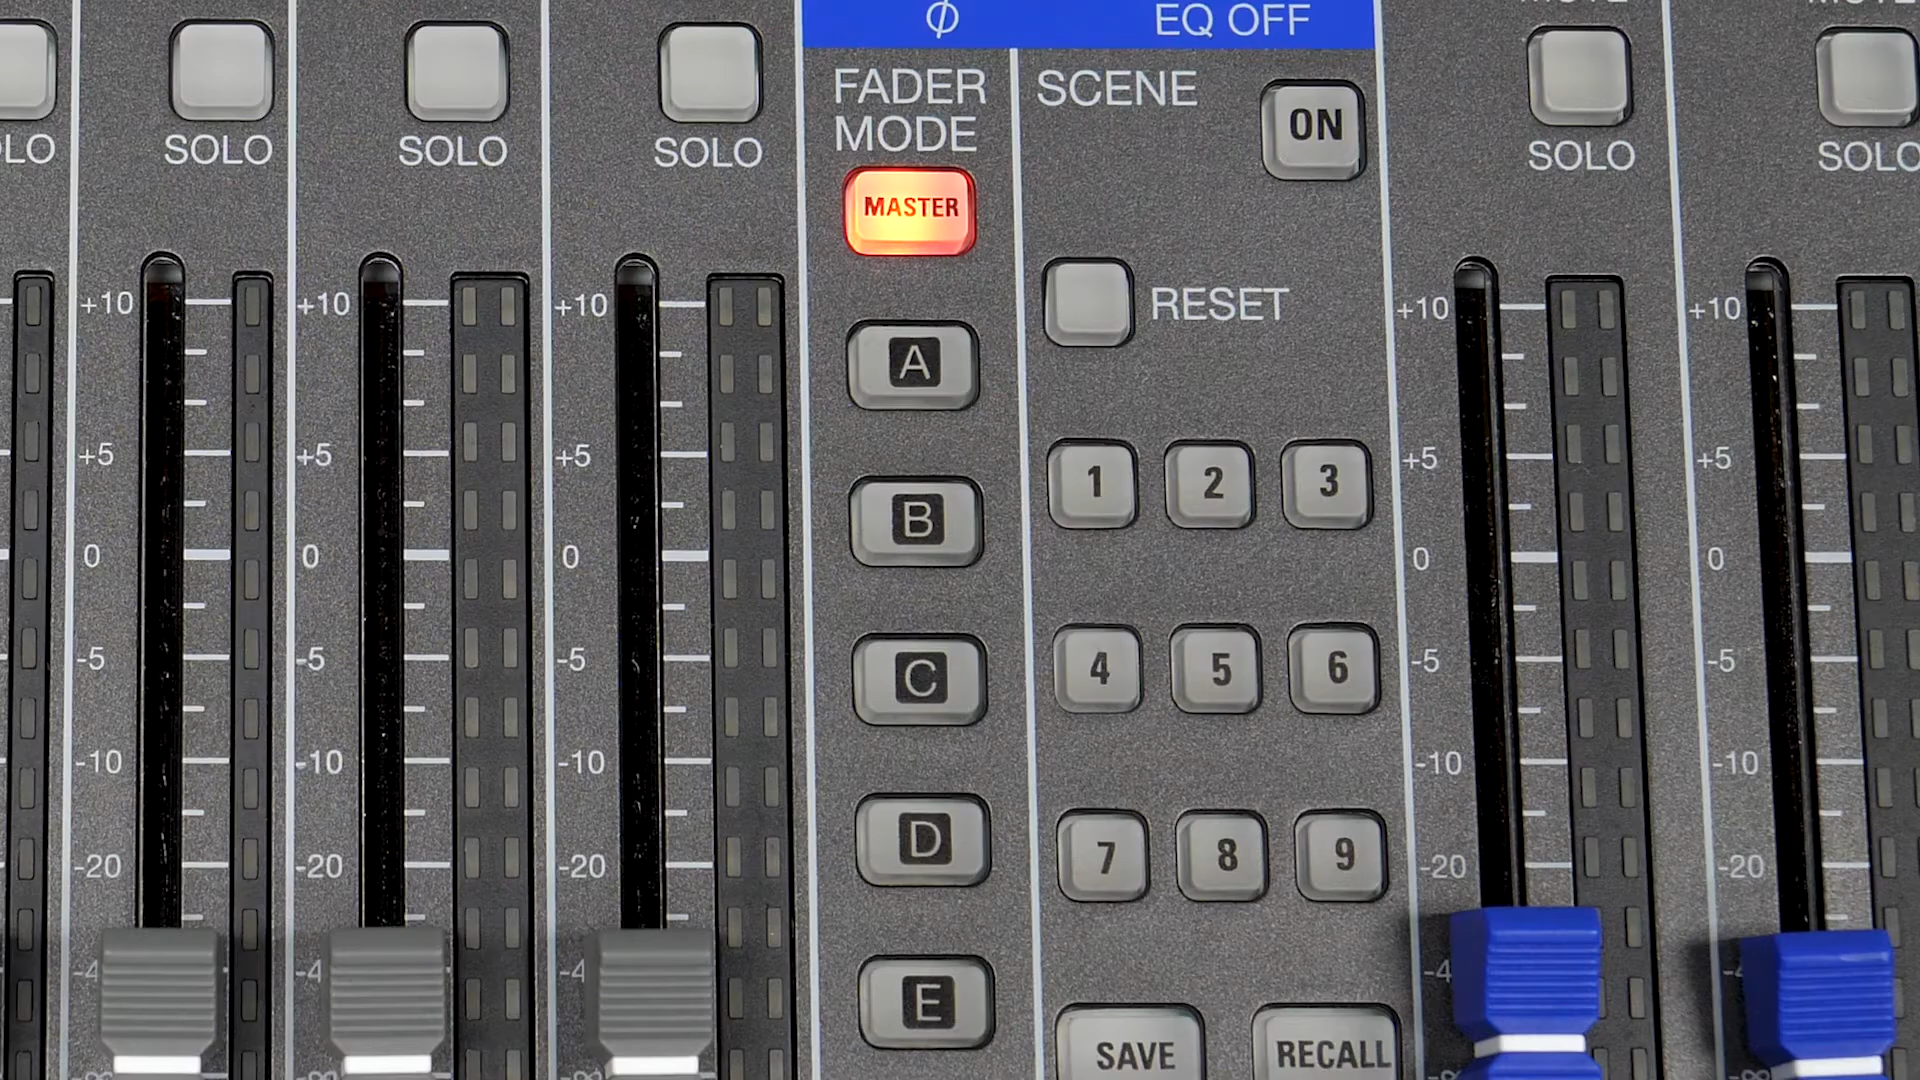 Ø EQ OFF
FADER
MODE
SCENE
ON
SOLO
SOLO
SOLO
SOLO
MASTER
RESET
+10 +10 +10 +10 +10
A
+5 +5 +5 +5 +5
1 2 3
B
0 0 0 0 0
-5 -5 -5 -5 -5
C
4 5 6
-10 -10 -10 -10 -10
D
7 8 9
-20 -20 -20 -20 -20
E
SAVE RECALL